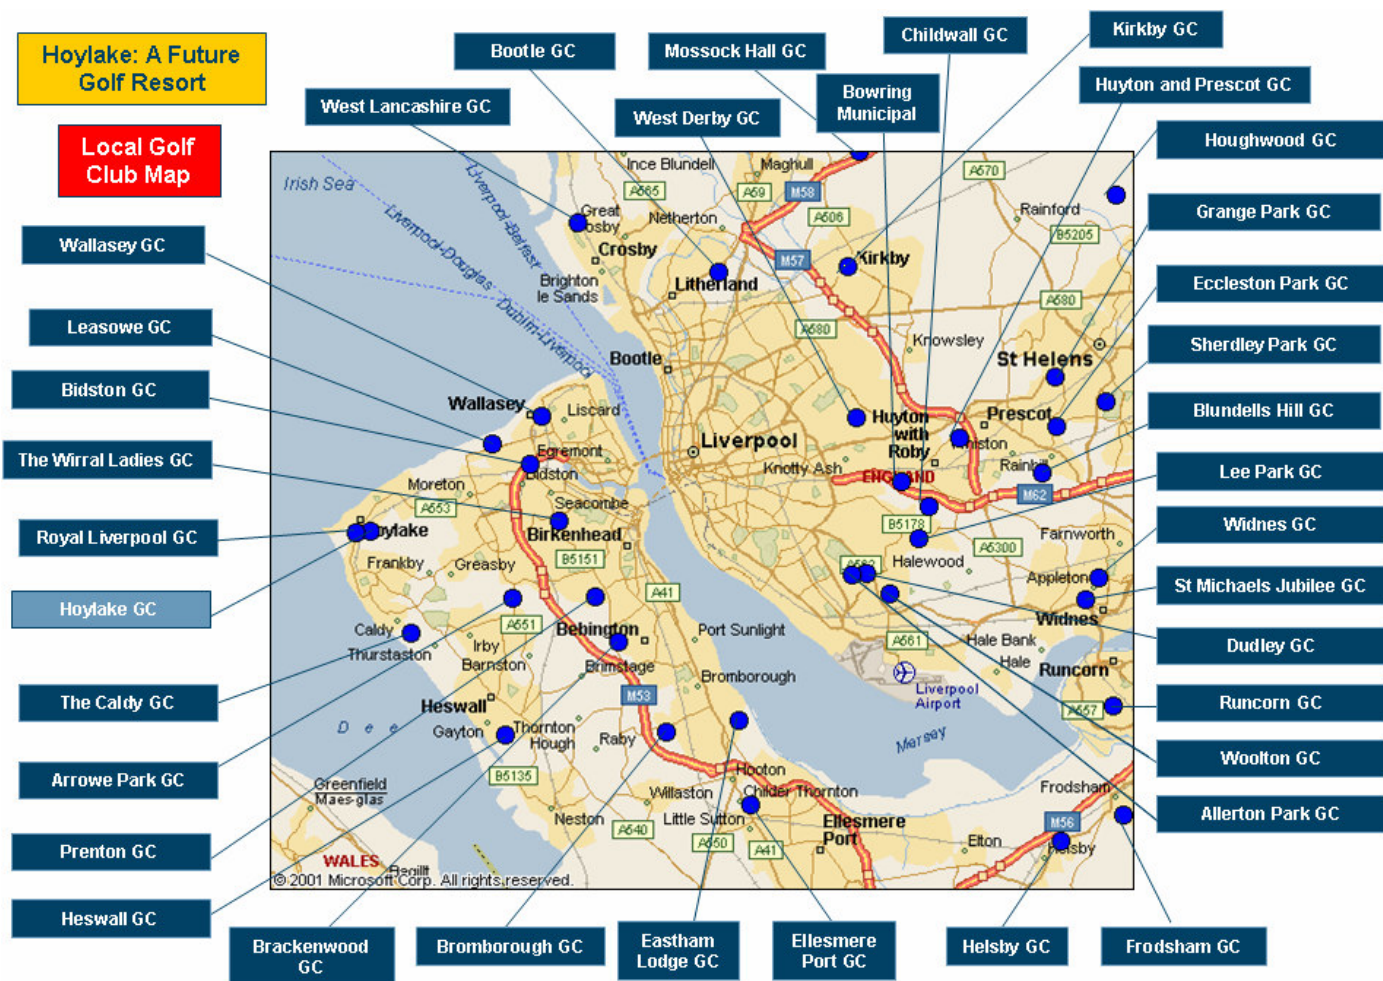 Hoylake: A Future
Golf Resort
Local Golf
Club Map
Bootle GC
Mossock Hall GC
Childwall GC
Kirkby GC
West Lancashire GC
West Derby GC
Bowring
Municipal
Huyton and Prescot GC
Houghwood GC
Grange Park GC
Eccleston Park GC
Sherdley Park GC
Blundells Hill GC
Lee Park GC
Widnes GC
St Michaels Jubilee GC
Dudley GC
Runcorn GC
Woolton GC
Allerton Park GC
Wallasey GC
Leasowe GC
Bidston GC
The Wirral Ladies GC
Royal Liverpool GC
Hoylake GC
The Caldy GC
Arrowe Park GC
Prenton GC
Heswall GC
Brackenwood
GC
Bromborough GC
Eastham
Lodge GC
Ellesmere
Port GC
Helsby GC
Frodsham GC
Irish Sea
Liverpool-Belfast
Liverpool-Douglas
Dublin-Liverpool
Ince Blundell
Maghull
A565
A59
M58
A570
A506
Great
Netherton
Rainford
B5205
Crosby
M57
Kirkby
Brighton
le Sands
Litherland
A580
A580
Knowsley
Bootle
St Helens
Wallasey
Liscard
Liverpool
Huyton
with
Roby
Prescot
Egremont
Knotty Ash
Rainhill
Bidston
ENGLAND
M62
Moreton
A553
Seacombe
B5178
Hoylake
Birkenhead
A5300
Farnworth
Frankby
Greasby
B5151
Halewood
Appleton
A41
A551
Widnes
Caldy
Irby
Bebington
Port Sunlight
A561
Hale Bank
Thurstaston
Barnston
Brimstage
Hale
Runcorn
M53
Bromborough
Liverpool
Airport
Heswall
A557
Dee
Gayton
Thornton
Hough
Raby
Mersey
B5135
Hooton
Greenfield
Maes-glas
Willaston
Childer Thornton
Frodsham
Neston
Little Sutton
Ellesmere
Port
M56
A540
A550
A41
Elton
Helsby
WALES
© 2001 Microsoft Corp. All rights reserved.